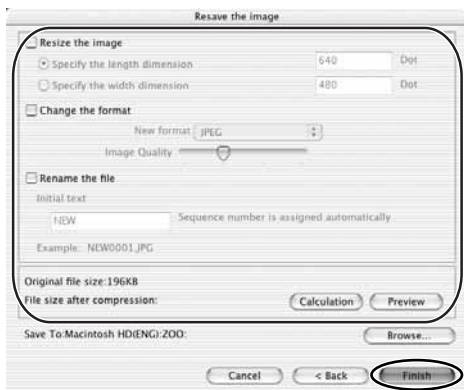 Resave the image
Resize the image
Specify the length dimension 640 Dot
Specify the width dimension 480 Dot
Change the format
New format JPEG
Image Quality
Rename the file
Initial text
NEW Sequence number is assigned automatically
Example: NEW0001.JPG
Original file size:196KB
File size after compression: Calculation Preview
Save To:Macintosh HD(ENG):ZOO: Browse...
Cancel < Back Finish